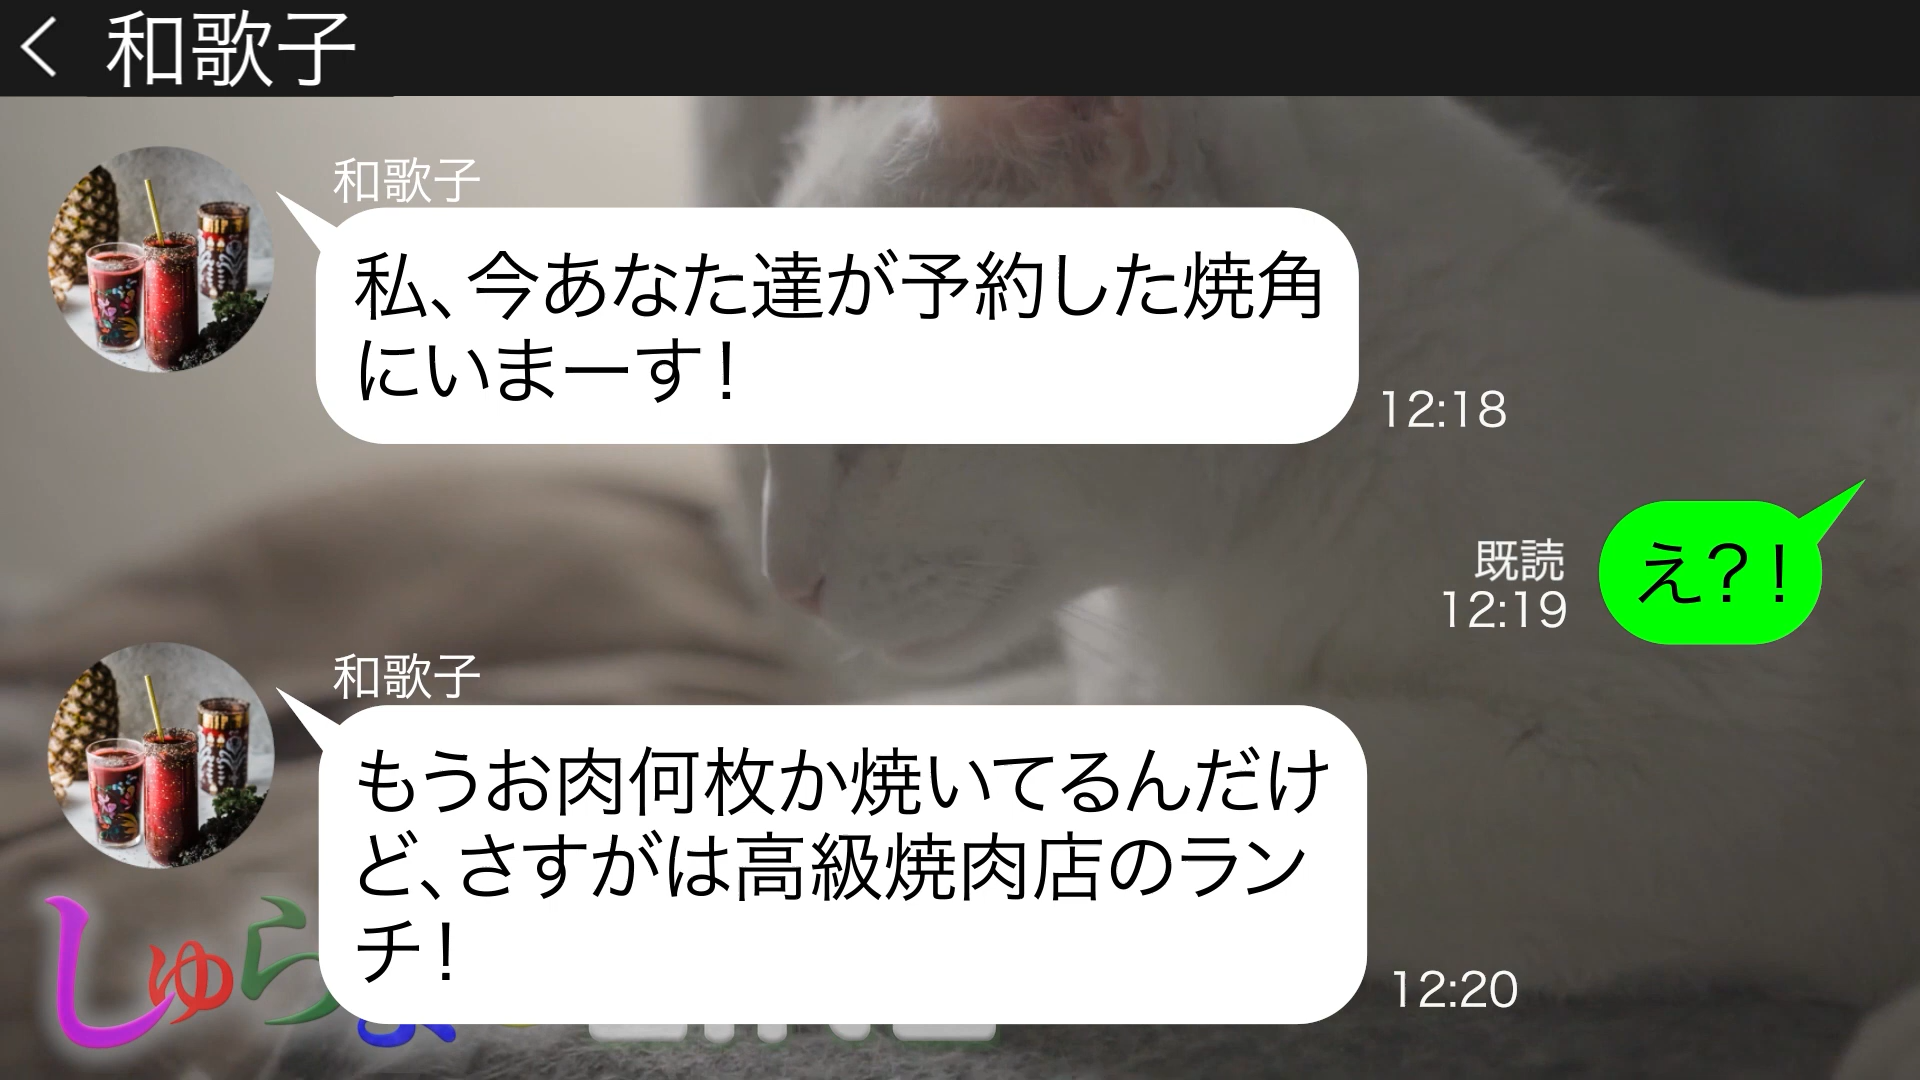 和歌子
和歌子
私、今あなた達が予約した焼角
にいまーす！
12:18
既読
12:19
え？！
和歌子
もうお肉何枚か焼いてるんだけ
ど、さすがは高級焼肉店のラン
チ！
12:20
しゅら